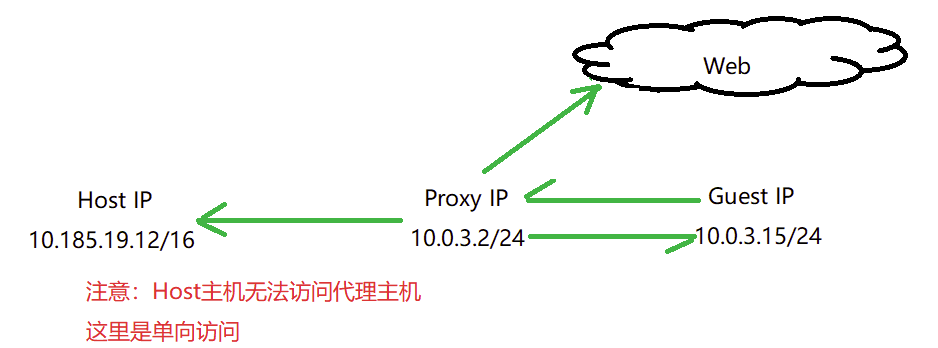 Web
Host IP
Proxy IP
Guest IP
10.185.19.12/16
10.0.3.2/24
10.0.3.15/24
注意：Host主机无法访问代理主机
这里是单向访问